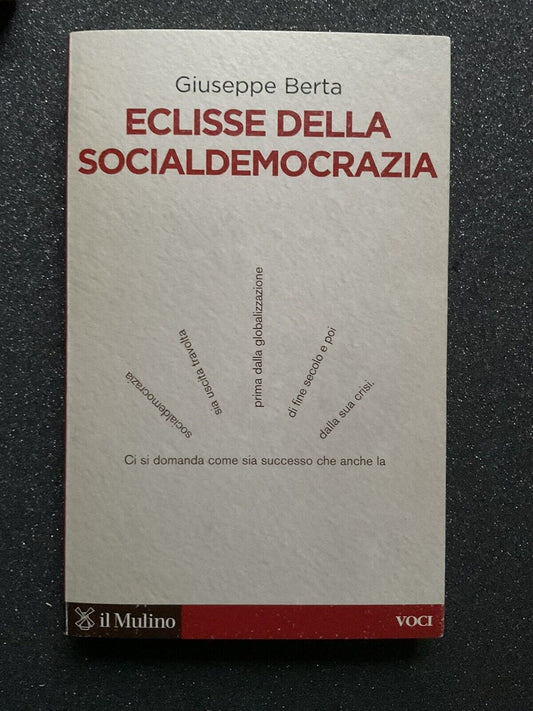 Giuseppe Berta
ECLISSE DELLA
SOCIALDEMOCRAZIA
Ci si domanda come sia successo che anche la
socialdemocrazia
sia uscita travolta
prima dalla globalizzazione
di fine secolo e poi
dalla sua crisi.
il Mulino
VOCI